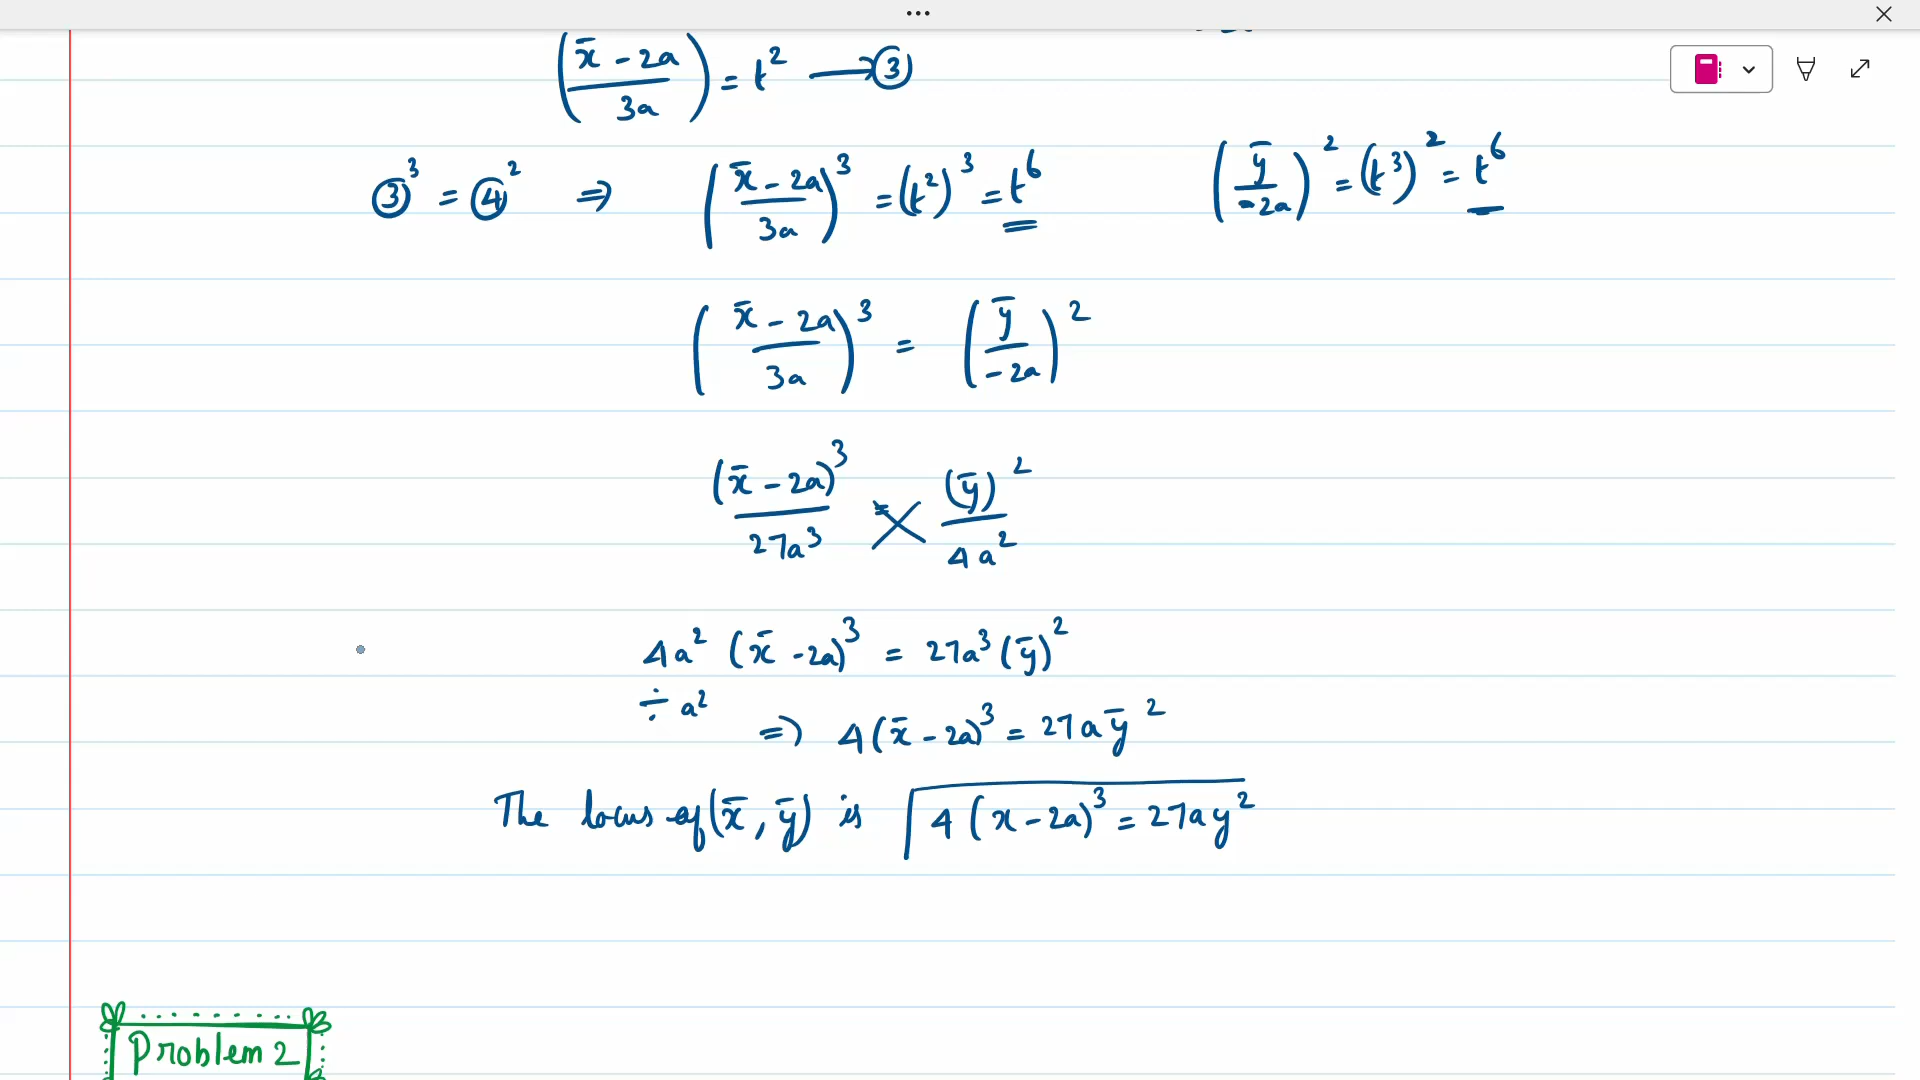 (x̄ - 2a / 3a) = t² → ③
③³ = ④² ⇒ (x̄ - 2a / 3a)³ = (t²)³ = t⁶ (ȳ / -2a)² = (t³)² = t⁶
(x̄ - 2a / 3a)³ = (ȳ / -2a)²
(x̄ - 2a)³ / 27a³ = (ȳ)² / 4a²
4a² (x̄ - 2a)³ = 27a³ (ȳ)²
÷ a²
⇒ 4(x̄ - 2a)³ = 27aȳ²
The locus of (x̄, ȳ) is 4(x - 2a)³ = 27ay²
Problem 2